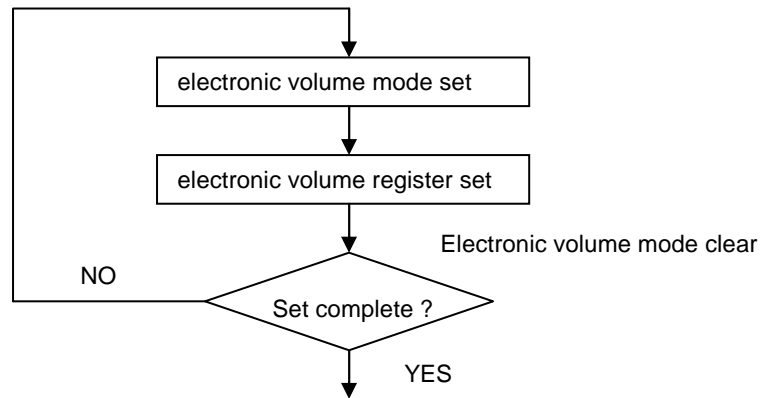 electronic volume mode set
electronic volume register set
Electronic volume mode clear
NO
Set complete ?
YES